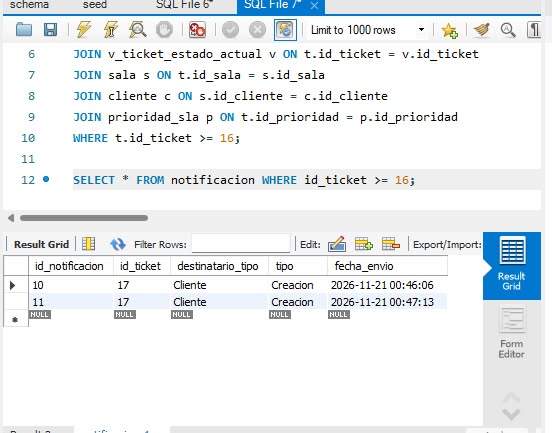 schema seed SQL File 6* SQL File 7*
Limit to 1000 rows
6 JOIN v_ticket_estado_actual v ON t.id_ticket = v.id_ticket
7 JOIN sala s ON t.id_sala = s.id_sala
8 JOIN cliente c ON s.id_cliente = c.id_cliente
9 JOIN prioridad_sla p ON t.id_prioridad = p.id_prioridad
10 WHERE t.id_ticket >= 16;
11
12 SELECT * FROM notificacion WHERE id_ticket >= 16;
Result Grid Filter Rows: Edit: Export/Import:
id_notificacion id_ticket destinatario_tipo tipo fecha_envio
10 17 Cliente Creacion 2026-11-21 00:46:06
11 17 Cliente Creacion 2026-11-21 00:47:13
NULL NULL NULL NULL NULL
Result
Grid
Form
Editor